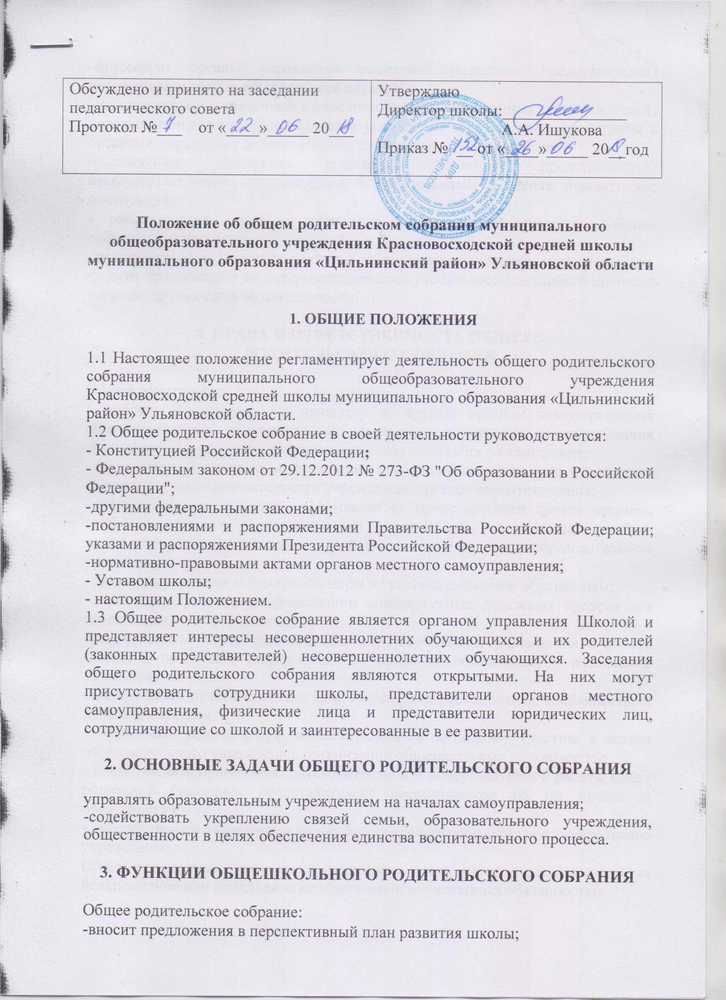 Обсуждено и принято на заседании
педагогического совета
Протокол № 7 от «22» 06 2018
Утверждаю
Директор школы:
А.А. Ишукова
Приказ № 152 от «26» 06 2018 год
ДЛЯ
ДОКУМЕНТОВ
Положение об общем родительском собрании муниципального
общеобразовательного учреждения Красновосходской средней школы
муниципального образования «Цильнинский район» Ульяновской области
1. ОБЩИЕ ПОЛОЖЕНИЯ
1.1 Настоящее положение регламентирует деятельность общего родительского
собрания муниципального общеобразовательного учреждения
Красновосходской средней школы муниципального образования «Цильнинский
район» Ульяновской области.
1.2 Общее родительское собрание в своей деятельности руководствуется:
- Конституцией Российской Федерации;
- Федеральным законом от 29.12.2012 № 273-ФЗ "Об образовании в Российской
Федерации";
-другими федеральными законами;
-постановлениями и распоряжениями Правительства Российской Федерации;
указами и распоряжениями Президента Российской Федерации;
-нормативно-правовыми актами органов местного самоуправления;
- Уставом школы;
- настоящим Положением.
1.3 Общее родительское собрание является органом управления Школой и
представляет интересы несовершеннолетних обучающихся и их родителей
(законных представителей) несовершеннолетних обучающихся. Заседания
общего родительского собрания являются открытыми. На них могут
присутствовать сотрудники школы, представители органов местного
самоуправления, физические лица и представители юридических лиц,
сотрудничающие со школой и заинтересованные в ее развитии.
2. ОСНОВНЫЕ ЗАДАЧИ ОБЩЕГО РОДИТЕЛЬСКОГО СОБРАНИЯ
управлять образовательным учреждением на началах самоуправления;
-содействовать укреплению связей семьи, образовательного учреждения,
общественности в целях обеспечения единства воспитательного процесса.
3. ФУНКЦИИ ОБЩЕШКОЛЬНОГО РОДИТЕЛЬСКОГО СОБРАНИЯ
Общее родительское собрание:
-вносит предложения в перспективный план развития школы;